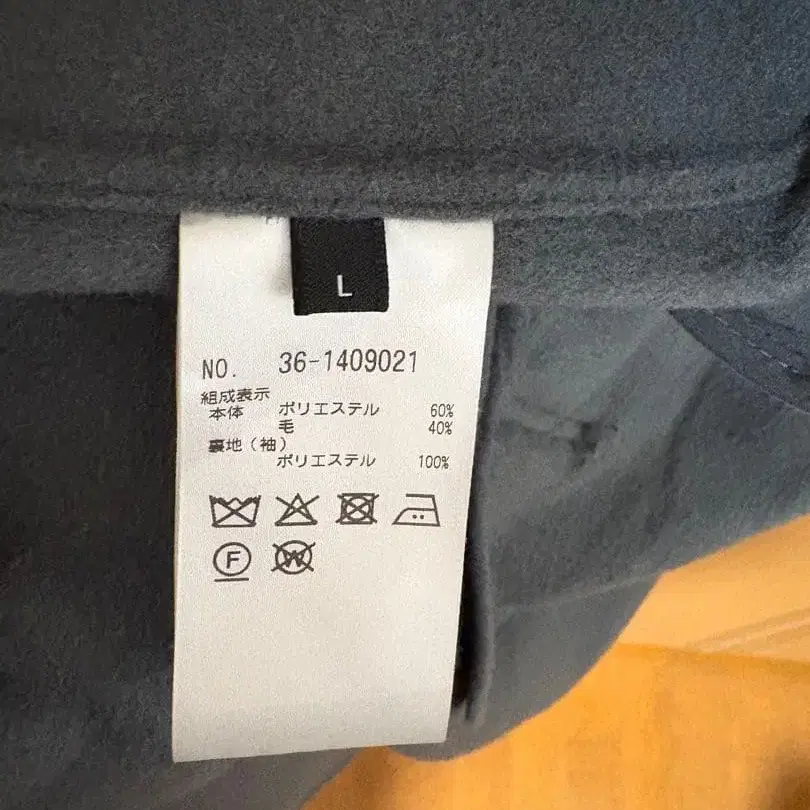 L
NO. 36-1409021
組成表示
本体 ポリエステル 60%
毛 40%
裏地(袖)
ポリエステル 100%
F W